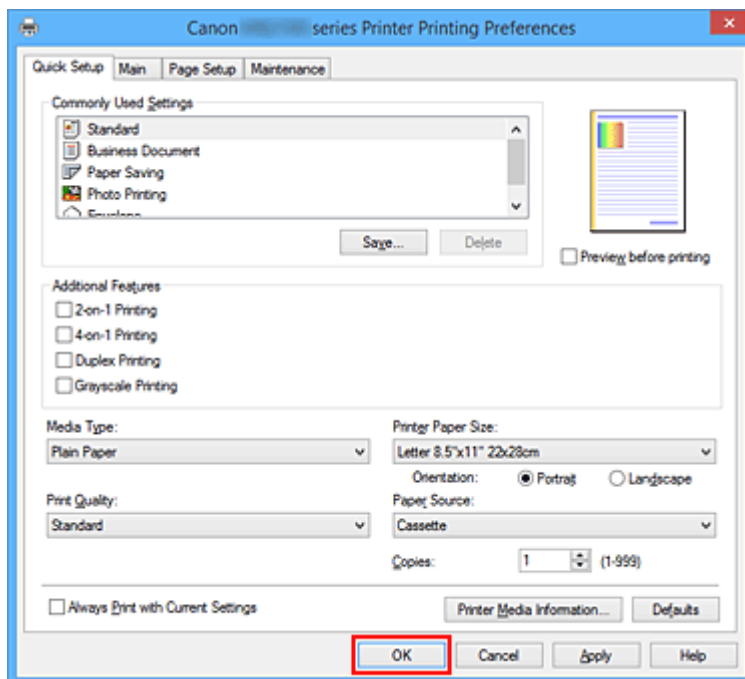 Canon series Printer Printing Preferences
Quick Setup Main Page Setup Maintenance
Commonly Used Settings
Standard
Business Document
Paper Saving
Photo Printing
Envelope
Save... Delete
Preview before printing
Additional Features
2-on-1 Printing
4-on-1 Printing
Duplex Printing
Grayscale Printing
Media Type: Printer Paper Size:
Plain Paper Letter 8.5"x11" 22x28cm
Orientation: Portrait Landscape
Print Quality: Paper Source:
Standard Cassette
Copies: 1 (1-999)
Always Print with Current Settings Printer Media Information... Defaults
OK Cancel Apply Help